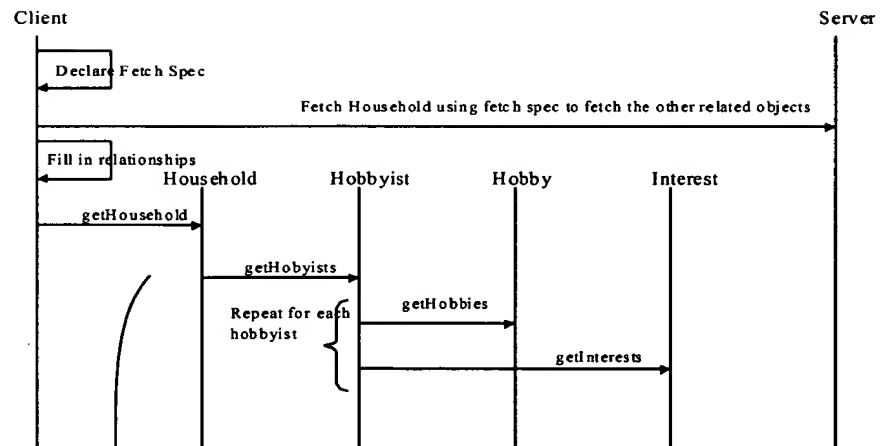 Client
Server
Declare Fetch Spec
Fetch Household using fetch spec to fetch the other related objects
Fill in relationships
Household
Hobbyist
Hobby
Interest
getHousehold
getHobyists
Repeat for each
hobbyist
getHobbies
getInterests